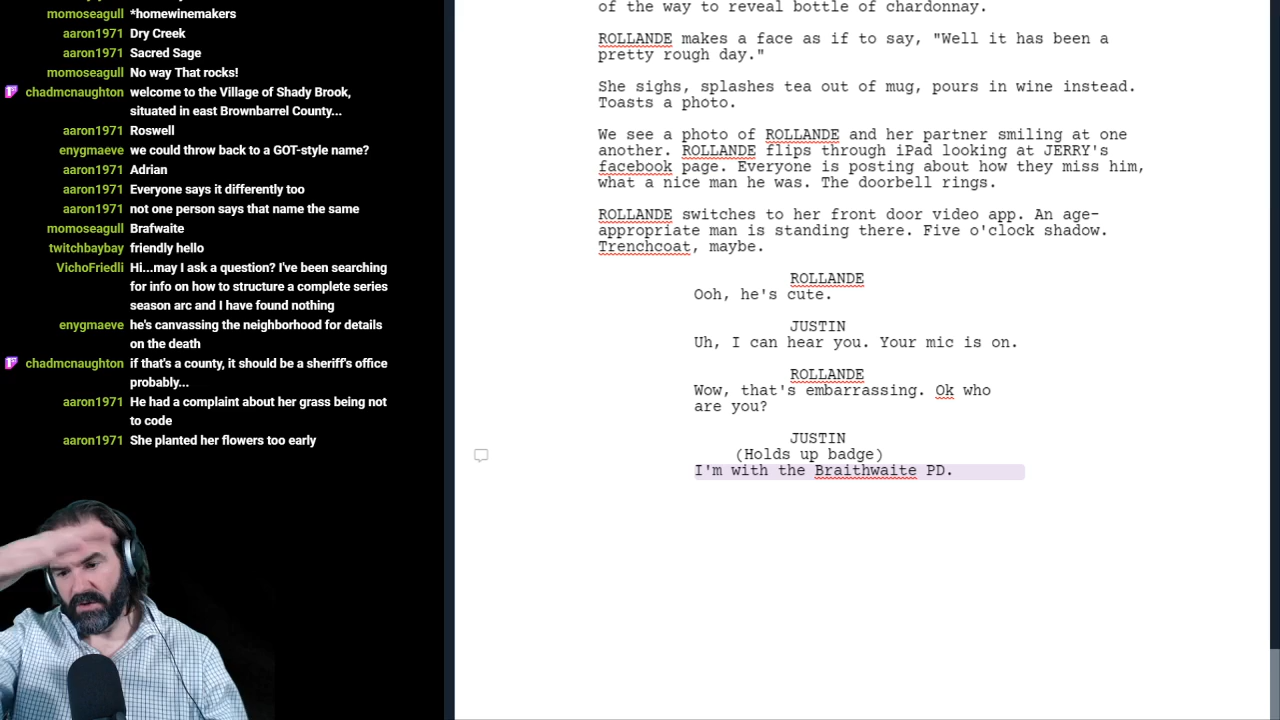 momoseagull *homewinemakers
aaron1971 Dry Creek
aaron1971 Sacred Sage
momoseagull No way That rocks!
chadmcnaughton welcome to the Village of Shady Brook,
situated in east Brownbarrel County...
aaron1971 Roswell
enygmaeve we could throw back to a GOT-style name?
aaron1971 Adrian
aaron1971 Everyone says it differently too
aaron1971 not one person says that name the same
momoseagull Brafwaite
twitchbaybay friendly hello
VichoFriedli Hi...may I ask a question? I've been searching
for info on how to structure a complete series
season arc and I have found nothing
enygmaeve he's canvassing the neighborhood for details
on the death
chadmcnaughton if that's a county, it should be a sheriff's office
probably...
aaron1971 He had a complaint about her grass being not
to code
aaron1971 She planted her flowers too early
of the way to reveal bottle of chardonnay.
ROLLANDE makes a face as if to say, "Well it has been a
pretty rough day."
She sighs, splashes tea out of mug, pours in wine instead.
Toasts a photo.
We see a photo of ROLLANDE and her partner smiling at one
another. ROLLANDE flips through iPad looking at JERRY's
facebook page. Everyone is posting about how they miss him,
what a nice man he was. The doorbell rings.
ROLLANDE switches to her front door video app. An age-
appropriate man is standing there. Five o'clock shadow.
Trenchcoat, maybe.
ROLLANDE
Ooh, he's cute.
JUSTIN
Uh, I can hear you. Your mic is on.
ROLLANDE
Wow, that's embarrassing. Ok who
are you?
JUSTIN
(Holds up badge)
I'm with the Braithwaite PD.